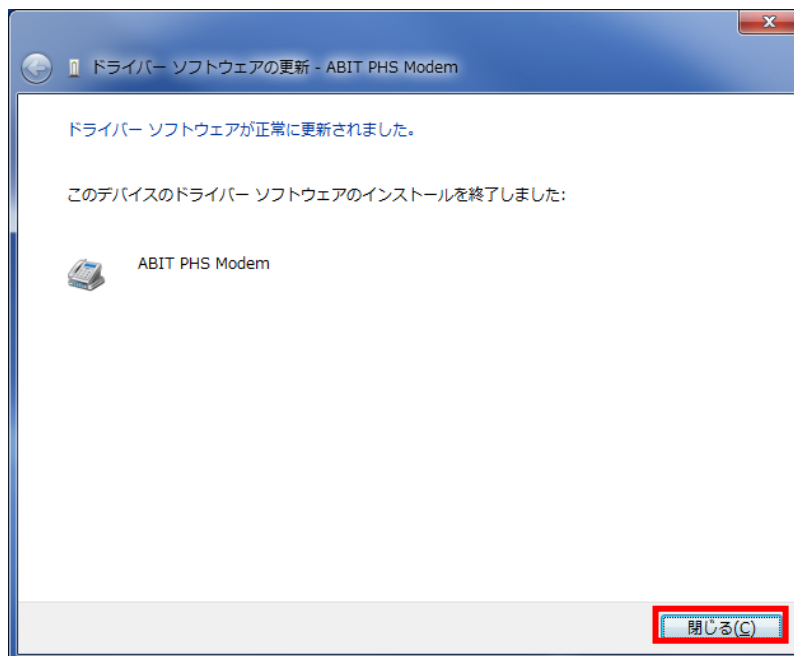 ドライバー ソフトウェアの更新 - ABIT PHS Modem
ドライバー ソフトウェアが正常に更新されました。
このデバイスのドライバー ソフトウェアのインストールを終了しました:
ABIT PHS Modem
閉じる(C)